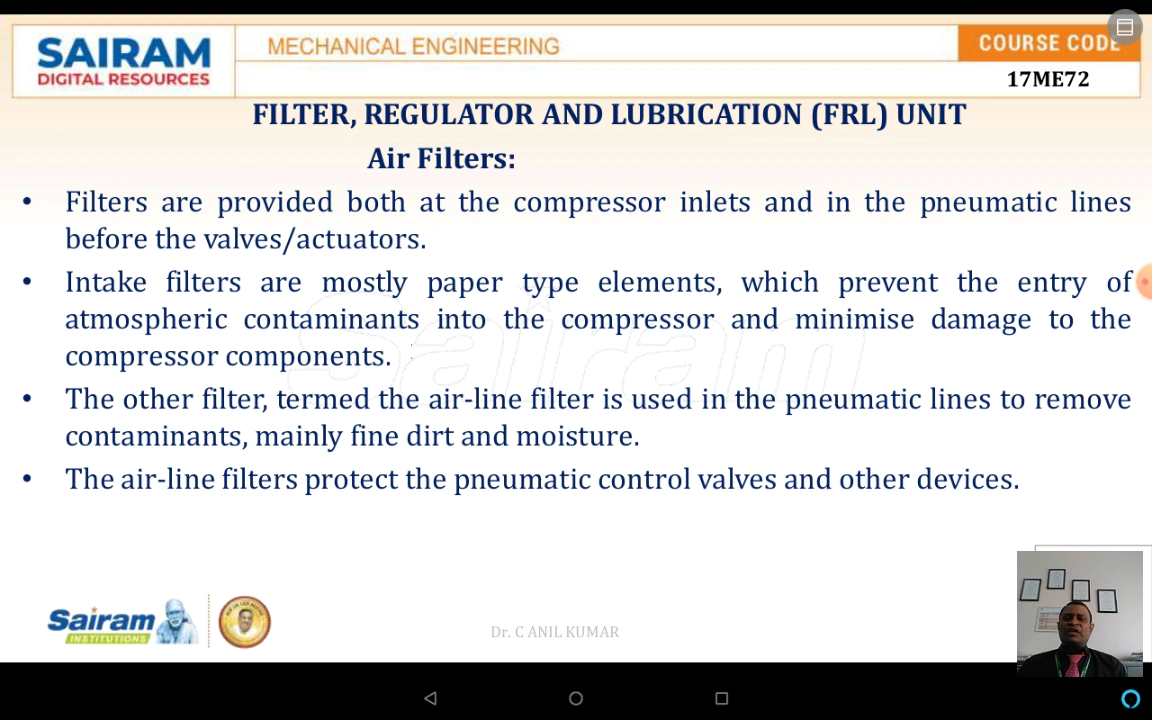 SAIRAM
DIGITAL RESOURCES
MECHANICAL ENGINEERING
COURSE CODE
17ME72
FILTER, REGULATOR AND LUBRICATION (FRL) UNIT
Air Filters:
• Filters are provided both at the compressor inlets and in the pneumatic lines
before the valves/actuators.
• Intake filters are mostly paper type elements, which prevent the entry of
atmospheric contaminants into the compressor and minimise damage to the
compressor components.
• The other filter, termed the air-line filter is used in the pneumatic lines to remove
contaminants, mainly fine dirt and moisture.
• The air-line filters protect the pneumatic control valves and other devices.
Sairam
Sairam
INSTITUTIONS
Dr. C ANIL KUMAR